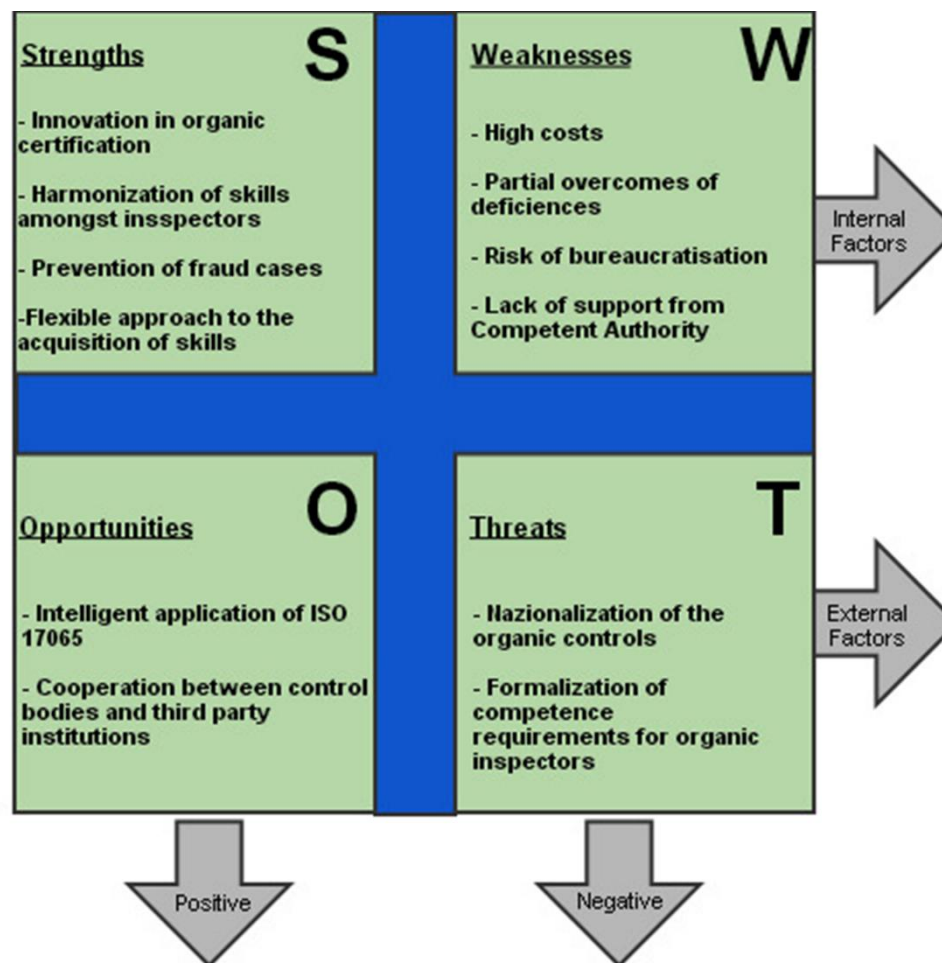 Strengths
S
- Innovation in organic
certification
- Harmonization of skills
amongst insspectors
- Prevention of fraud cases
-Flexible approach to the
acquisition of skills
Weaknesses
W
- High costs
- Partial overcomes of
deficiences
- Risk of bureaucratisation
- Lack of support from
Competent Authority
Internal
Factors
Opportunities
O
- Intelligent application of ISO
17065
- Cooperation between control
bodies and third party
institutions
Threats
T
- Nazionalization of the
organic controls
- Formalization of
competence
requirements for organic
inspectors
External
Factors
Positive
Negative